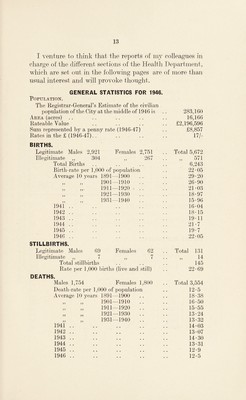 13
I venture to think that the reports of my colleagues in
charge of the different sections of the Health Department,
which are set out in the following pages are of more than
usual interest and will provoke thought.
GENERAL STATISTICS FOR 1946.
POPULATION.
The Registrar-General's Estimate of the civilian
population of the City at the middle of 1946 is .. 283,160
AREA (acres) .. .. .. .. .. 16,166
Rateable Value .. .. .. .. £2,196,596
Sum represented by a penny rate (1946-47) .. £8,857
Rates in the £ (1946-47) .. .. .. .. 17/-
BIRTHS.
Legitimate Males 2,921 Females 2,751 Total 5,672
Illegitimate ,, 304 ,, 267 .. ,, 571
Total Births .. .. .. .. 6,243
Birth rate per 1,000 of population .. 22·05
Average 10 years 1891—1900 .. .. 29·20
,, ,, 1901—1910 .. .. 26·90
,, ,, 1911—1920 .. .. 21·03
,, ,, 1921—1930 .. .. 18·97
,, ,, 1931—1940 .. .. 15·96
1941 .. .. .. .. .. 16·04
1942 .. .. .. .. .. 18·15
1943 .. .. .. .. .. 19·11
1944 .. .. .. .. .. 21·7
1945 .. .. .. .. .. 19·7
1946 .. .. .. .. .. 22·05
STILLBIRTHS.
Legitimate Males 69 Females 62 .. Total 131
Illegitimate ,, 7 ,, 7 .. ,, 14
Total stillbirths .. .. .. 145
Rate per 1,000 births (live and still) .. 22·69
DEATHS.
Males 1,754 Females 1,800 .. Total 3,554
Death-rate per 1,000 of population .. 12·5
Average 10 years 1891—1900 .. .. 18·38
,, ,, 1901—1910 .. .. 16·50
,, ,, 1911—1920 .. .. 15·55
,, ,, 1921—1930 .. .. 13·24
,, ,, 1931—1940 .. .. 13·32
1941 .. .. .. .. .. 14·03
1942 .. .. .. .. .. 13·07
1943 .. .. .. .. .. 14·30
1944 .. .. .. .. .. 13·31
1945 .. .. .. .. .. 12·9
1946 .. .. .. .. .. 12·5